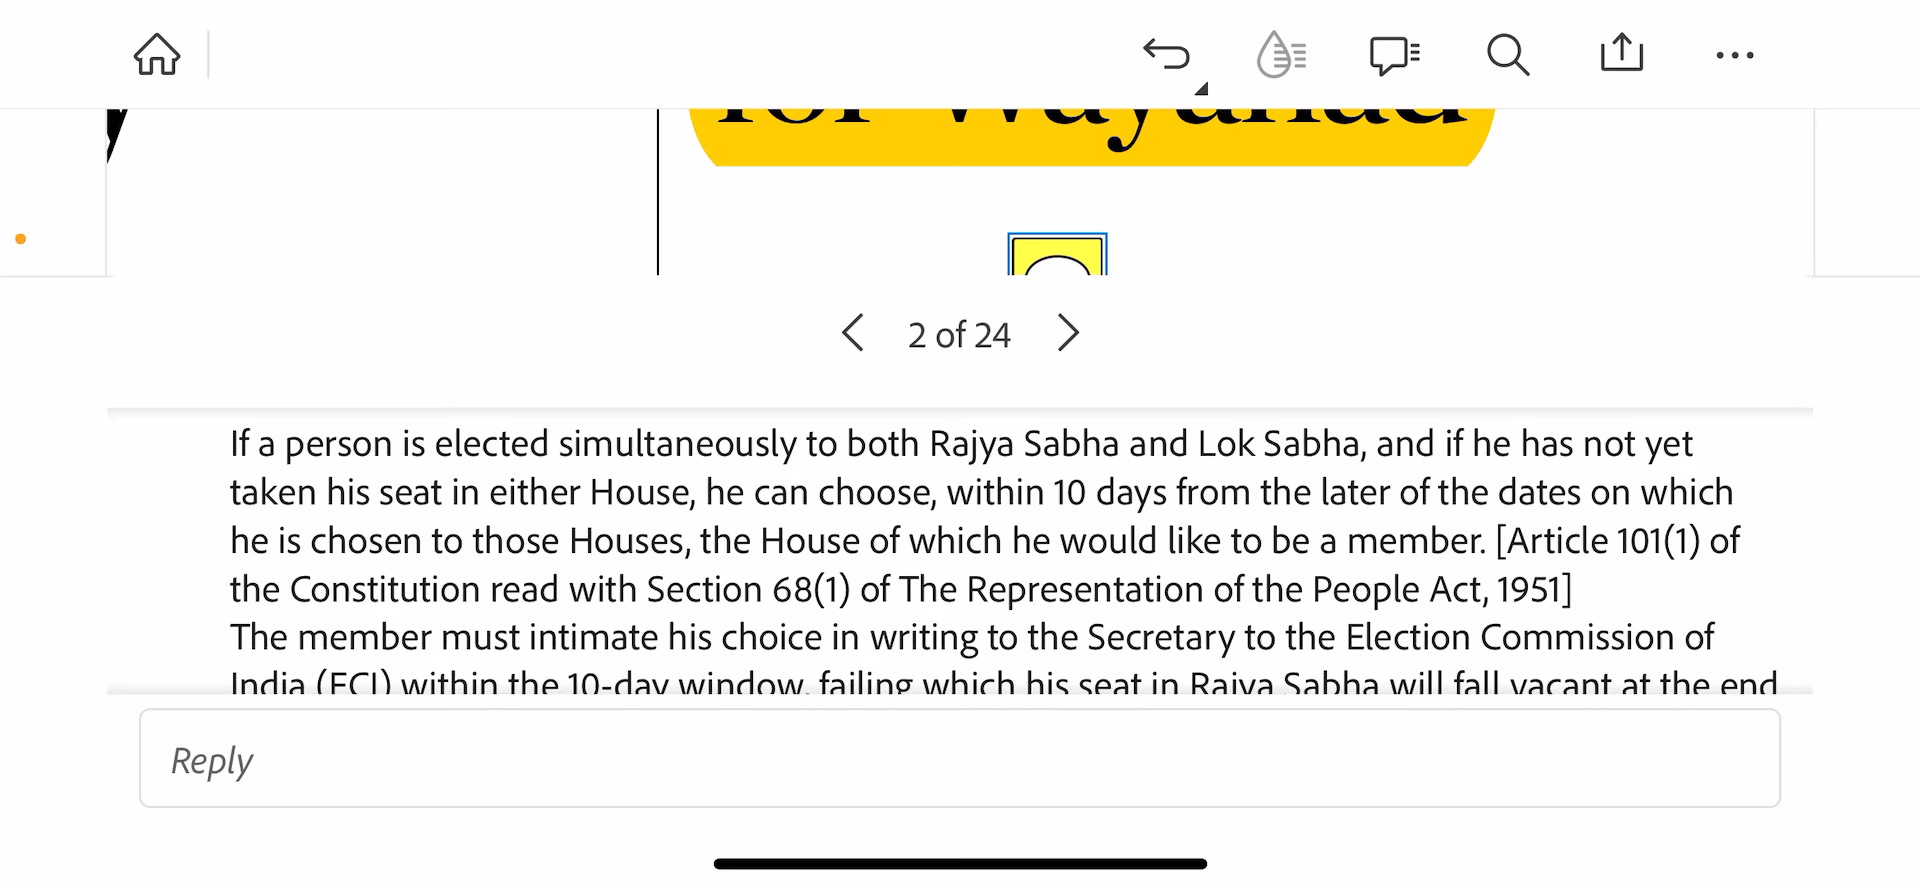 for Wayanad
2 of 24
If a person is elected simultaneously to both Rajya Sabha and Lok Sabha, and if he has not yet
taken his seat in either House, he can choose, within 10 days from the later of the dates on which
he is chosen to those Houses, the House of which he would like to be a member. [Article 101(1) of
the Constitution read with Section 68(1) of The Representation of the People Act, 1951]
The member must intimate his choice in writing to the Secretary to the Election Commission of
India (ECI) within the 10-day window, failing which his seat in Rajya Sabha will fall vacant at the end
Reply